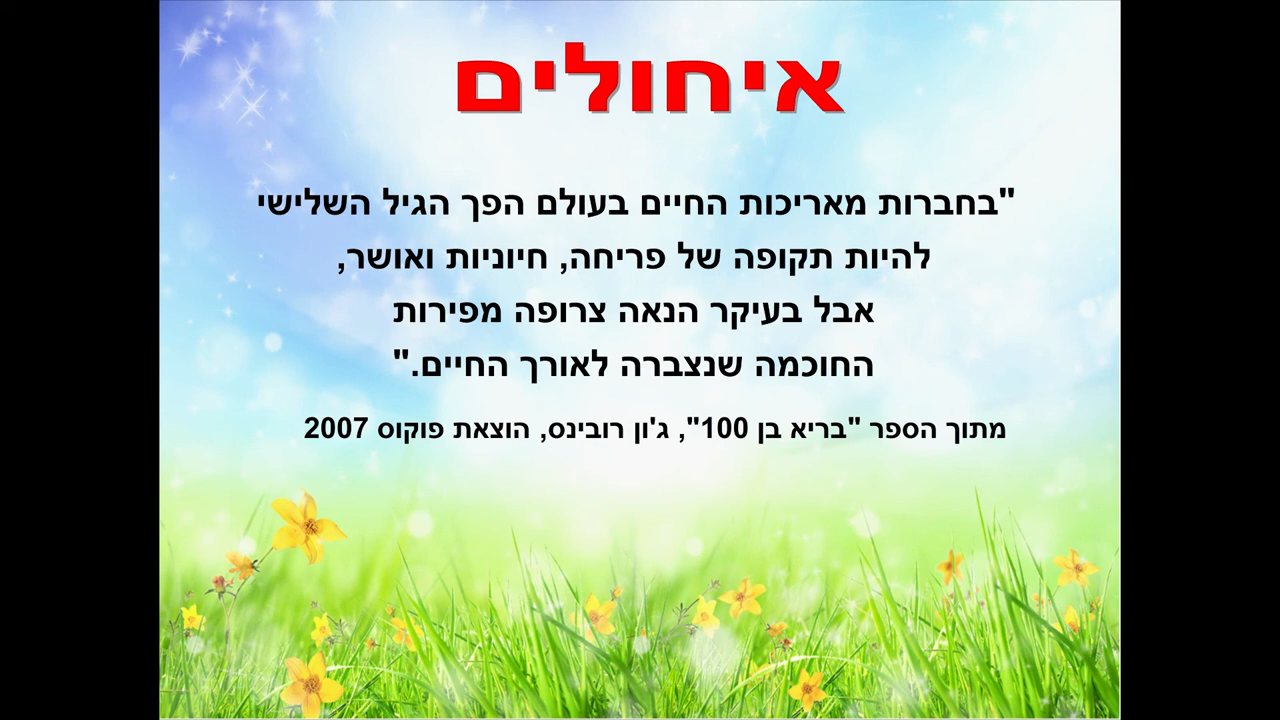 איחולים
"בחברות מאריכות החיים בעולם הפך הגיל השלישי
להיות תקופה של פריחה, חיוניות ואושר,
אבל בעיקר הנאה צרופה מפירות
החוכמה שנצברה לאורך החיים."
מתוך הספר "בריא בן 100", ג'ון רובינס, הוצאת פוקוס 2007